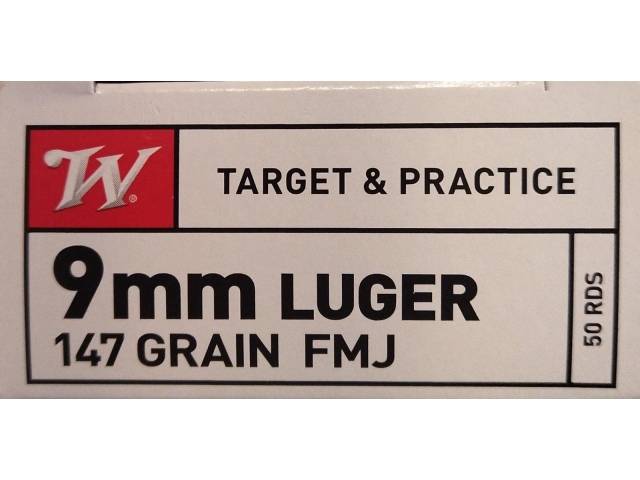 W®
TARGET & PRACTICE
9mm LUGER
147 GRAIN FMJ
50 RDS